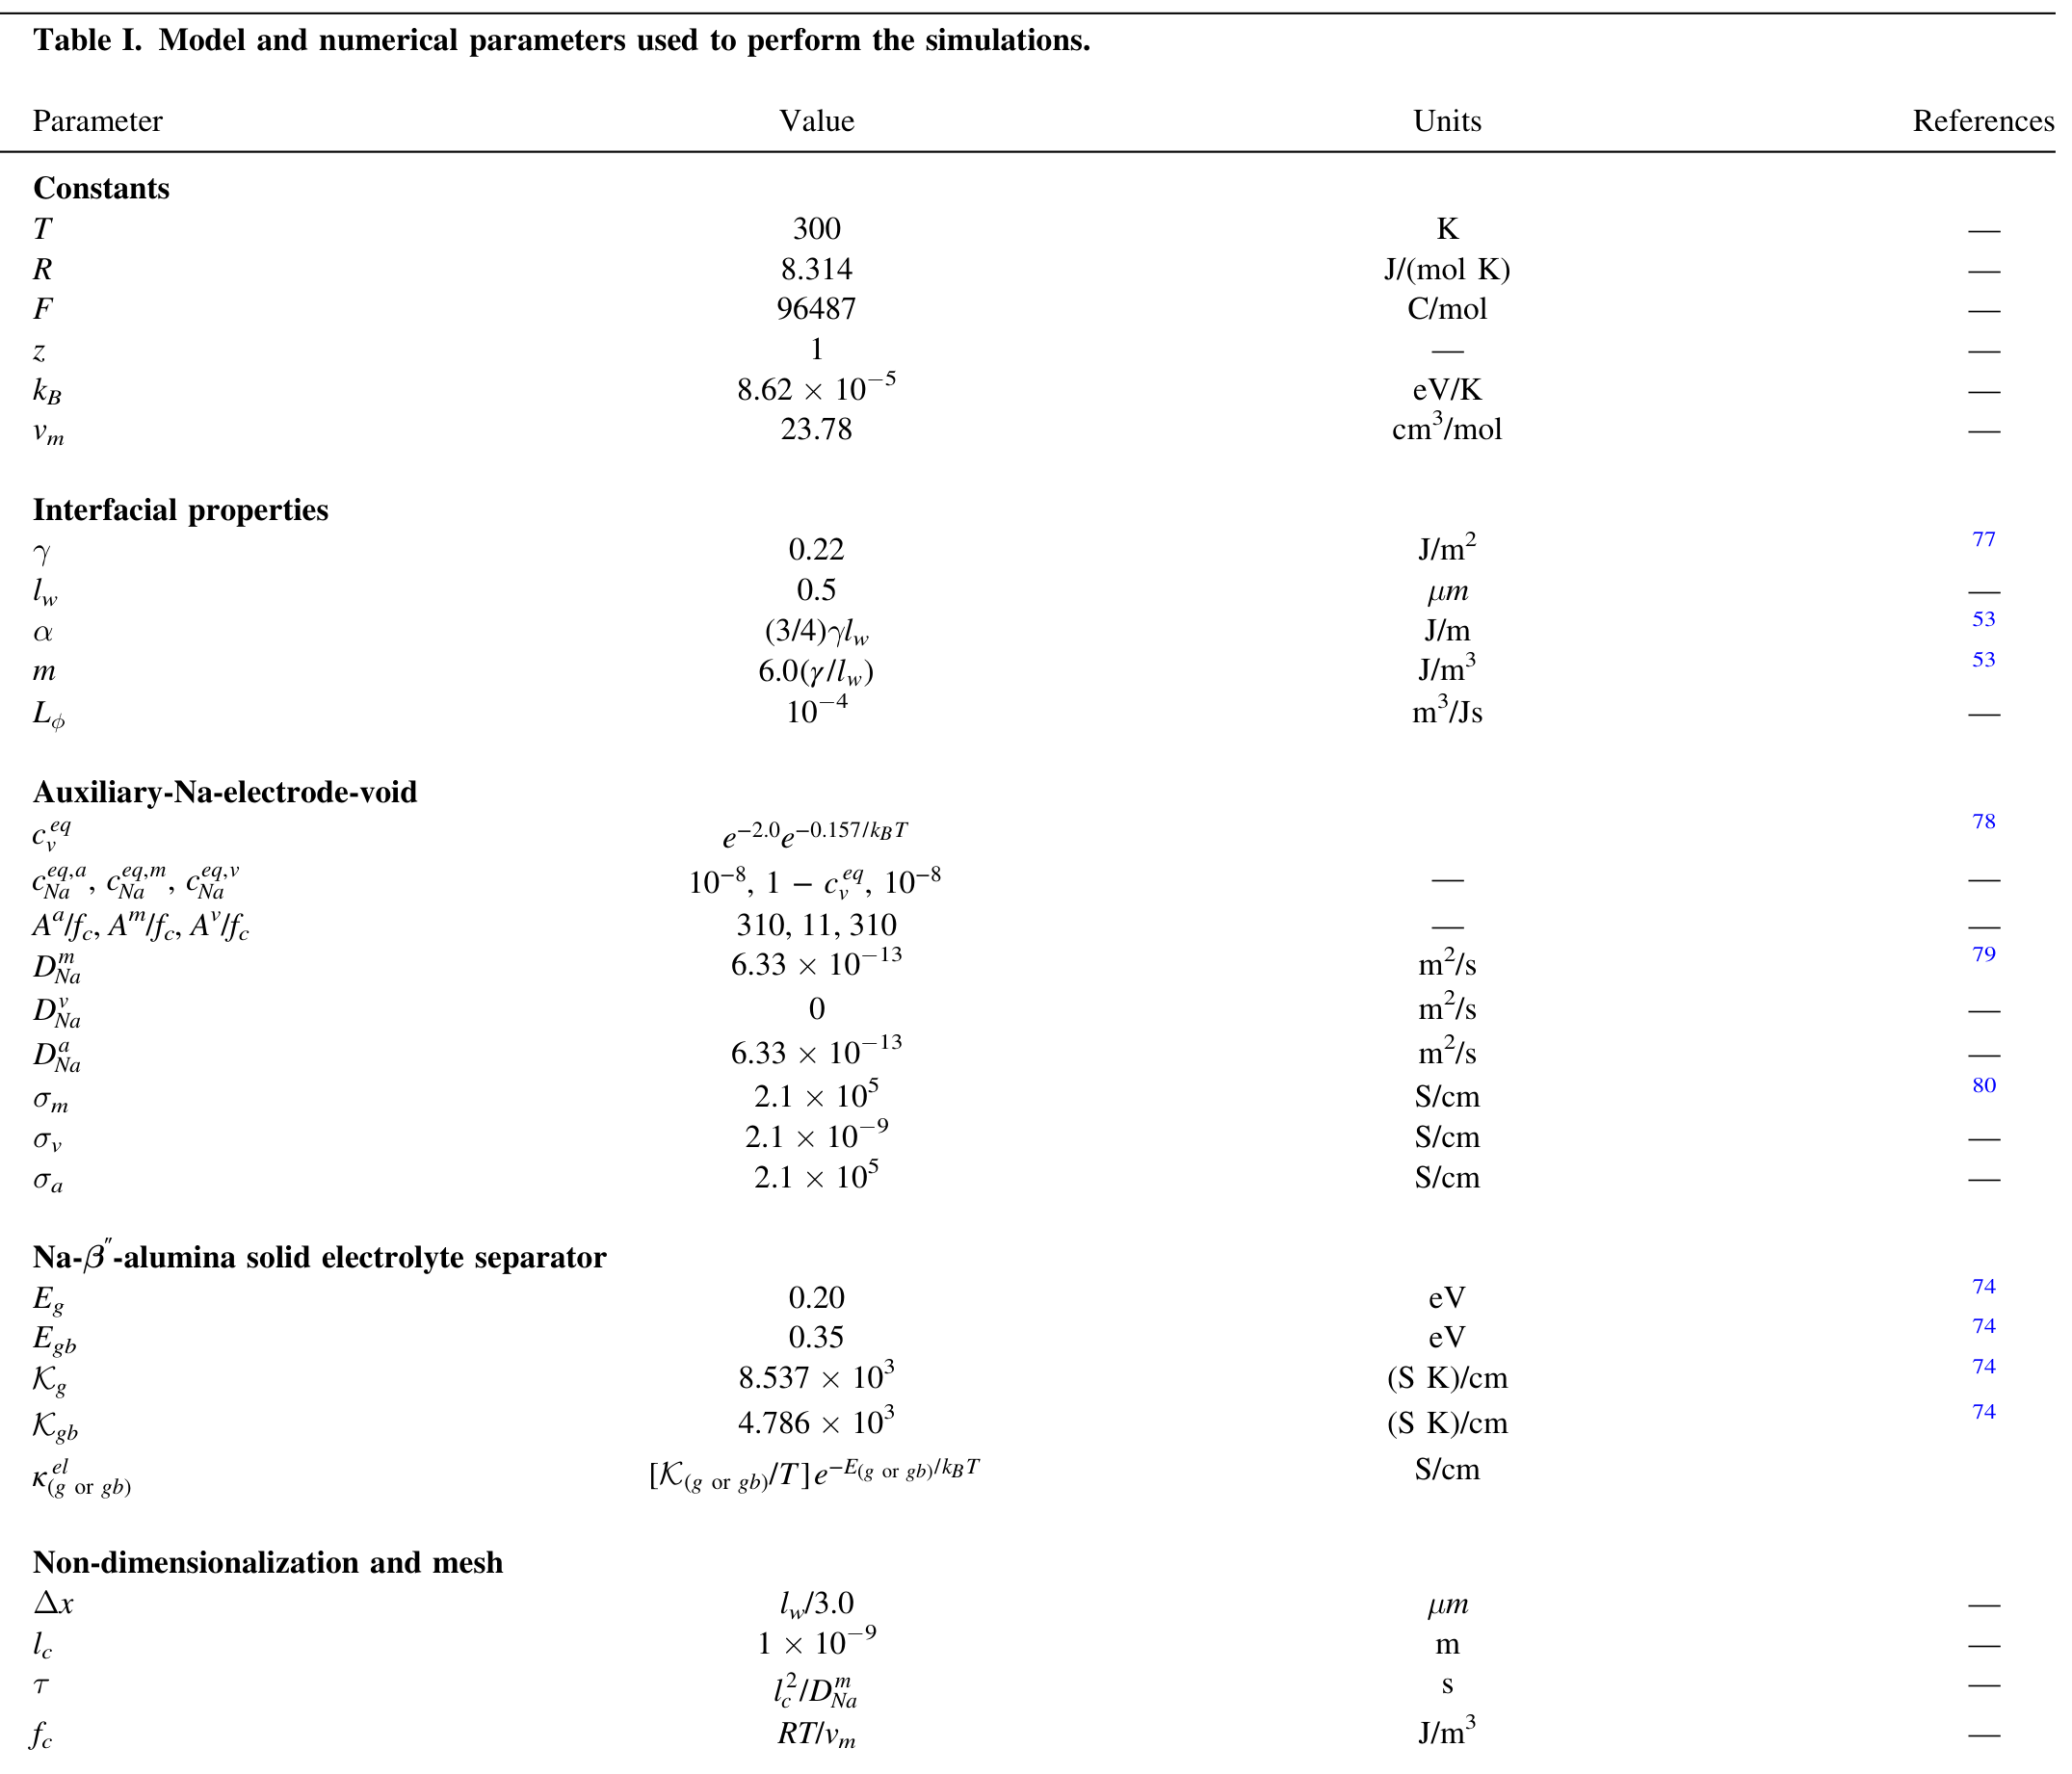 Table I. Model and numerical parameters used to perform the simulations.
Parameter Value Units References
Constants
T 300 K —
R 8.314 J/(mol K) —
F 96487 C/mol —
z 1 — —
k_B 8.62 × 10^−5 eV/K —
v_m 23.78 cm^3/mol —
Interfacial properties
γ 0.22 J/m^2 77
l_w 0.5 μm —
α (3/4)γl_w J/m 53
m 6.0(γ/l_w) J/m^3 53
L_ϕ 10^−4 m^3/Js —
Auxiliary-Na-electrode-void
c_v^eq e^−2.0 e^−0.157/k_BT 78
c_Na^eq,a, c_Na^eq,m, c_Na^eq,v 10^−8, 1 − c_v^eq, 10^−8 — —
A^a/f_c, A^m/f_c, A^v/f_c 310, 11, 310 — —
D_Na^m 6.33 × 10^−13 m^2/s 79
D_Na^v 0 m^2/s —
D_Na^a 6.33 × 10^−13 m^2/s —
σ_m 2.1 × 10^5 S/cm 80
σ_v 2.1 × 10^−9 S/cm —
σ_a 2.1 × 10^5 S/cm —
Na-β″-alumina solid electrolyte separator
E_g 0.20 eV 74
E_gb 0.35 eV 74
𝒦_g 8.537 × 10^3 (S K)/cm 74
𝒦_gb 4.786 × 10^3 (S K)/cm 74
κ_(g or gb)^el [𝒦_(g or gb)/T]e^−E_(g or gb)/k_BT S/cm
Non-dimensionalization and mesh
Δx l_w/3.0 μm —
l_c 1 × 10^−9 m —
τ l_c^2/D_Na^m s —
f_c RT/v_m J/m^3 —